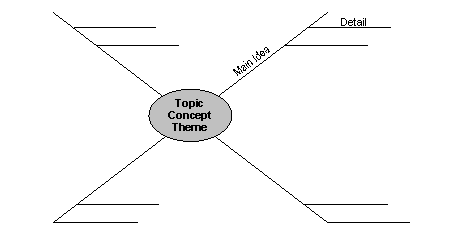 Detail
Main Idea
Topic
Concept
Theme